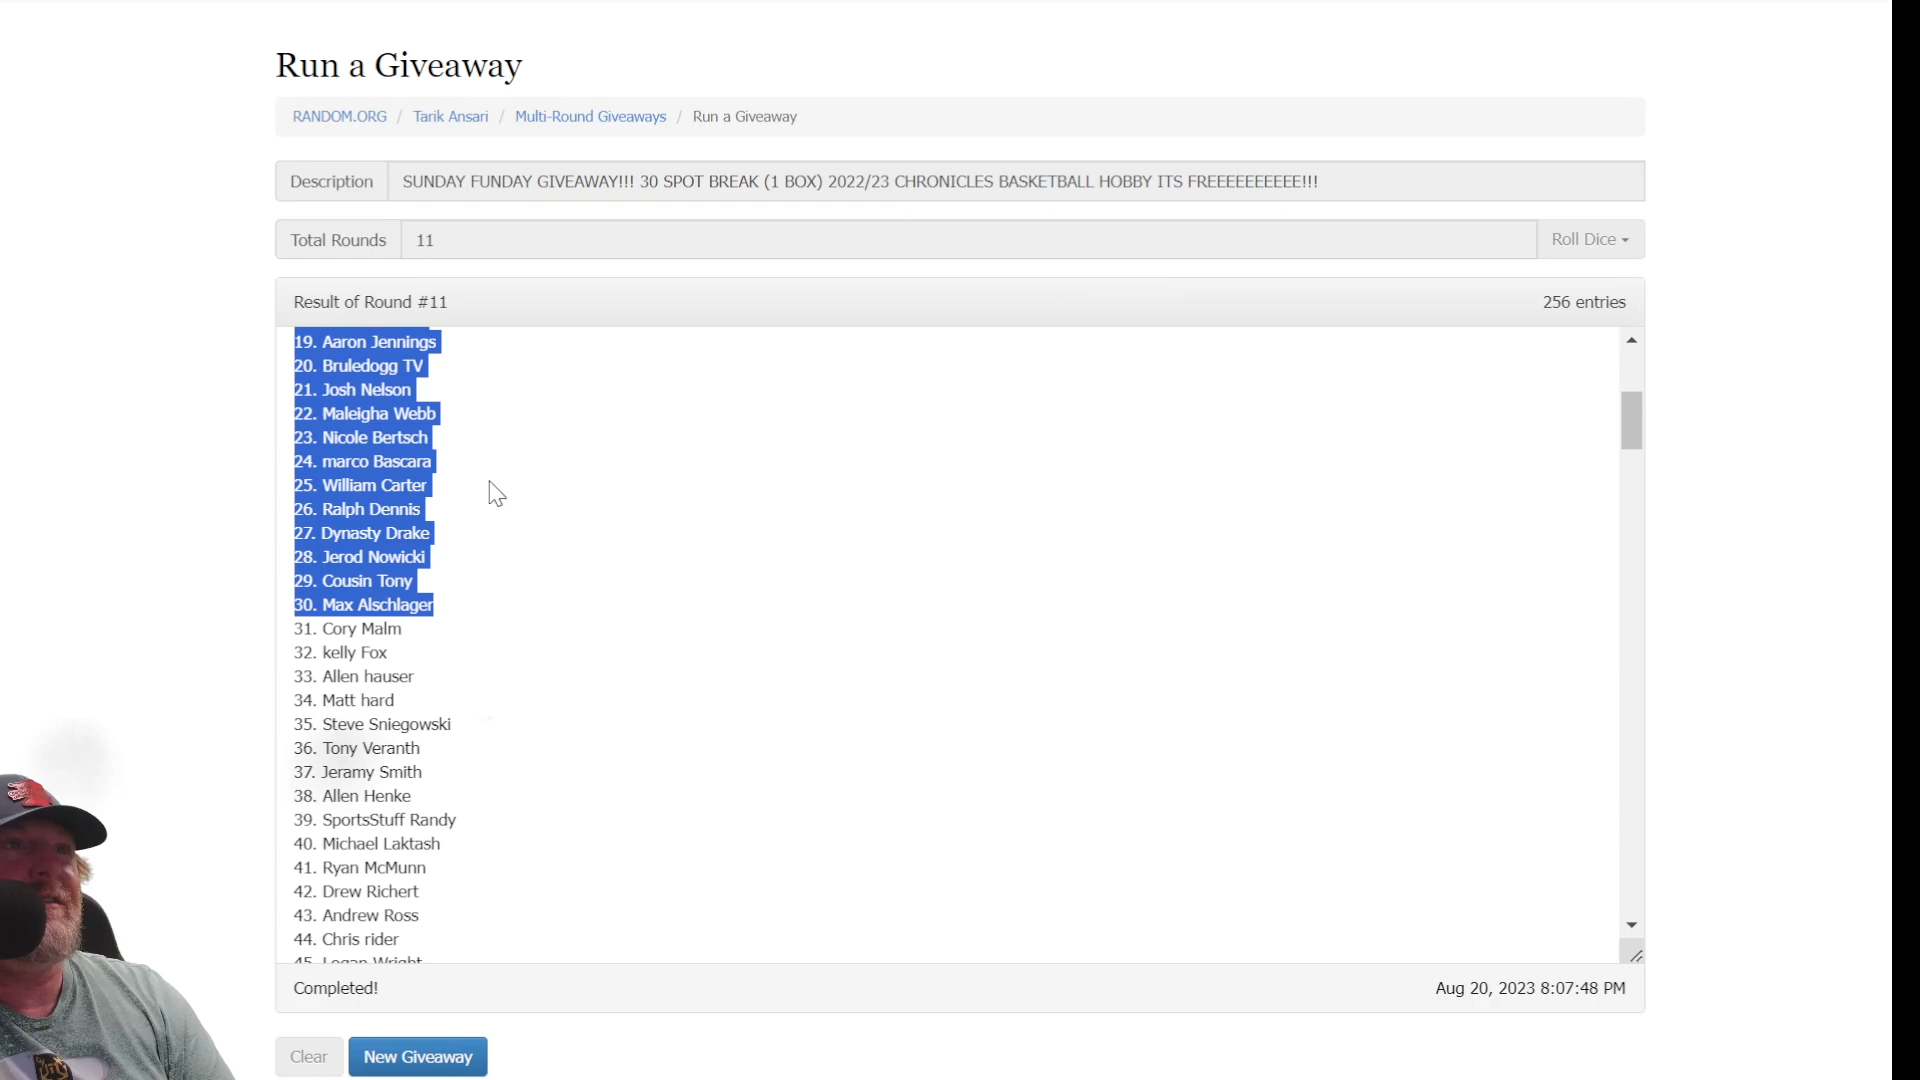 Run a Giveaway
RANDOM.ORG / Tarik Ansari / Multi-Round Giveaways / Run a Giveaway
Description SUNDAY FUNDAY GIVEAWAY!!! 30 SPOT BREAK (1 BOX) 2022/23 CHRONICLES BASKETBALL HOBBY ITS FREEEEEEEEEE!!!
Total Rounds 11 Roll Dice
Result of Round #11 256 entries
19. Aaron Jennings
20. Bruledogg TV
21. Josh Nelson
22. Maleigha Webb
23. Nicole Bertsch
24. marco Bascara
25. William Carter
26. Ralph Dennis
27. Dynasty Drake
28. Jerod Nowicki
29. Cousin Tony
30. Max Alschlager
31. Cory Malm
32. kelly Fox
33. Allen hauser
34. Matt hard
35. Steve Sniegowski
36. Tony Veranth
37. Jeramy Smith
38. Allen Henke
39. SportsStuff Randy
40. Michael Laktash
41. Ryan McMunn
42. Drew Richert
43. Andrew Ross
44. Chris rider
45. Logan Wright
Completed! Aug 20, 2023 8:07:48 PM
Clear New Giveaway